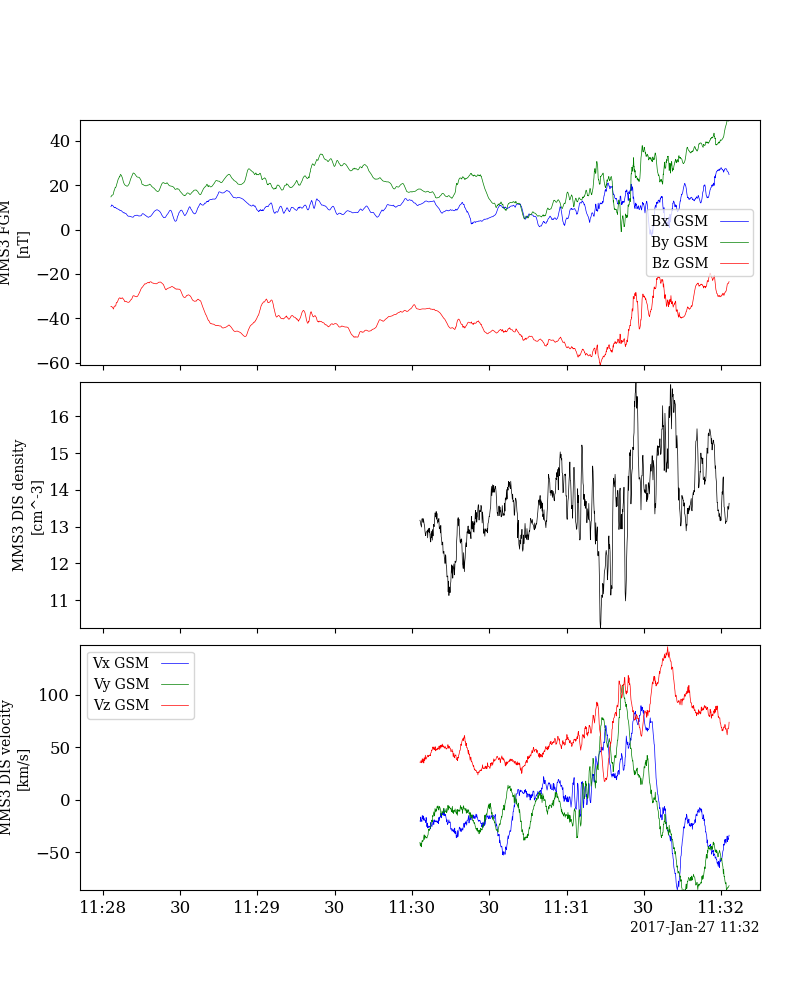 40
20
0
−20
−40
−60
MMS3 FGM
[nT]
Bx GSM
By GSM
Bz GSM
16
15
14
13
12
11
MMS3 DIS density
[cm^-3]
100
50
0
−50
MMS3 DIS velocity
[km/s]
Vx GSM
Vy GSM
Vz GSM
11:28 30 11:29 30 11:30 30 11:31 30 11:32
2017-Jan-27 11:32